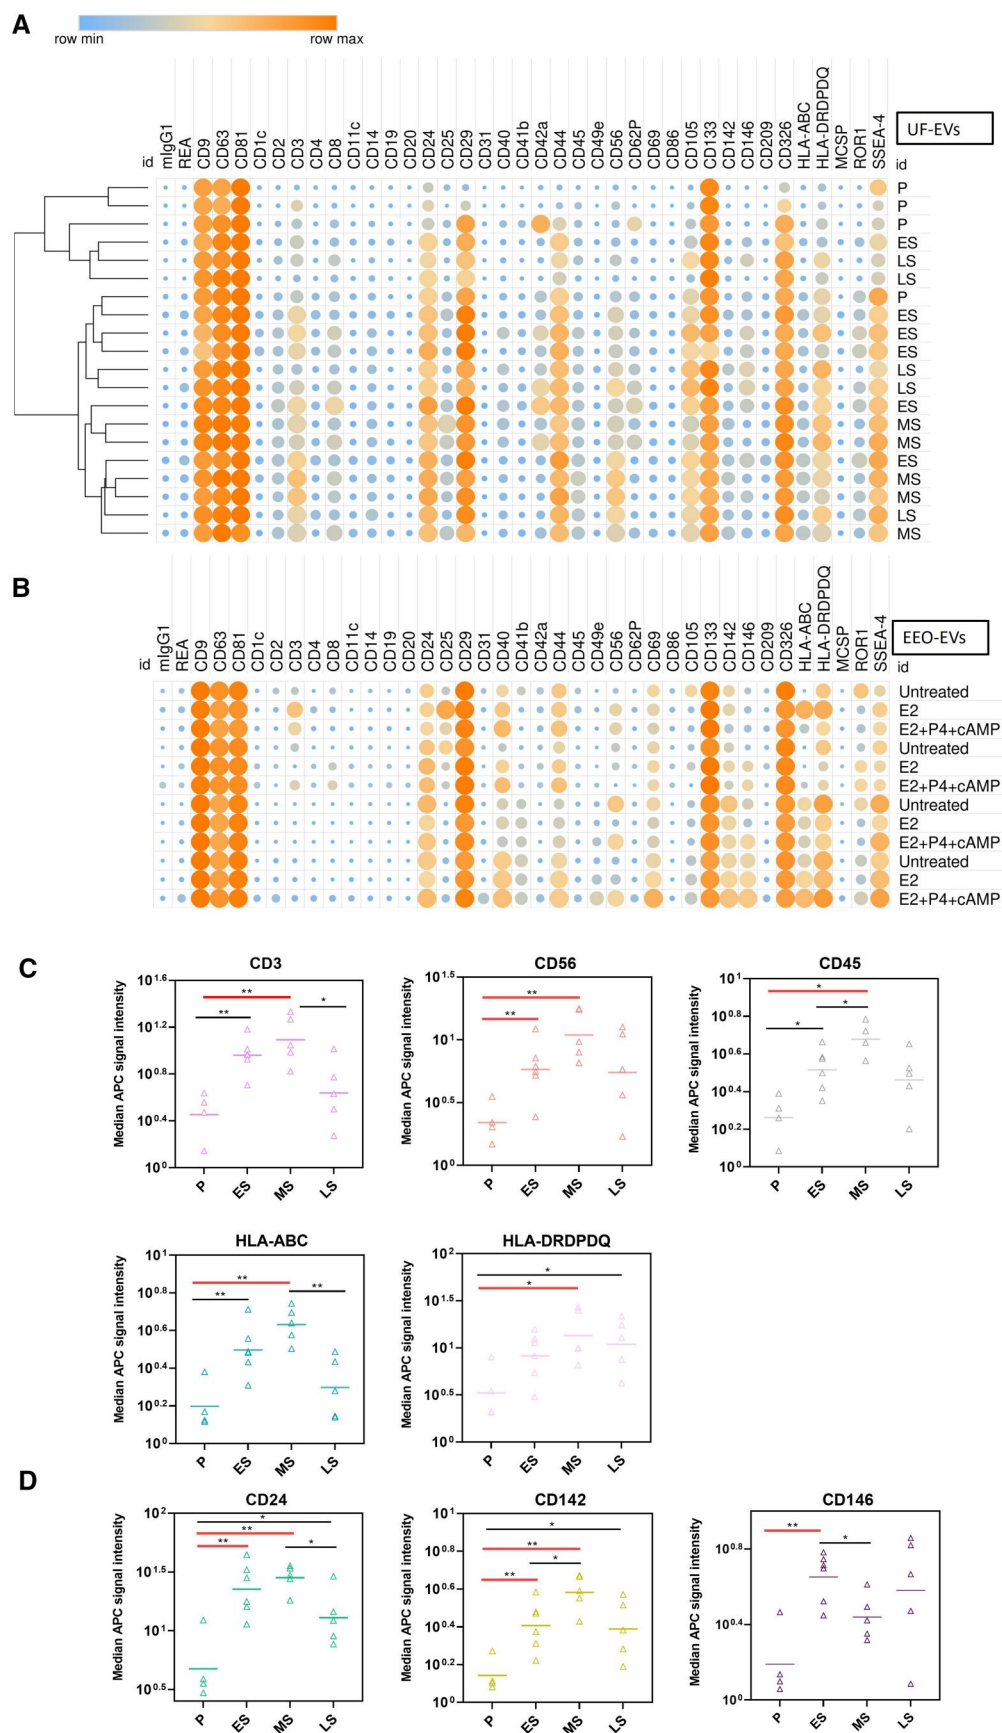 A
row min row max
id mIgG1 REA CD9 CD63 CD81 CD1c CD2 CD3 CD4 CD8 CD11c CD14 CD19 CD20 CD24 CD25 CD29 CD31 CD40 CD41b CD42a CD44 CD45 CD49e CD56 CD62P CD69 CD86 CD105 CD133 CD142 CD146 CD209 CD326 HLA-ABC HLA-DRDPDQ MCSP ROR1 SSEA-4 id
UF-EVs
P
P
P
ES
LS
LS
P
ES
ES
ES
LS
LS
ES
MS
MS
ES
MS
MS
LS
MS
B
id mIgG1 REA CD9 CD63 CD81 CD1c CD2 CD3 CD4 CD8 CD11c CD14 CD19 CD20 CD24 CD25 CD29 CD31 CD40 CD41b CD42a CD44 CD45 CD49e CD56 CD62P CD69 CD86 CD105 CD133 CD142 CD146 CD209 CD326 HLA-ABC HLA-DRDPDQ MCSP ROR1 SSEA-4 id
EEO-EVs
Untreated
E2
E2+P4+cAMP
Untreated
E2
E2+P4+cAMP
Untreated
E2
E2+P4+cAMP
Untreated
E2
E2+P4+cAMP
C
CD3
Median APC signal intensity
10^1.6
10^1.2
10^0.8
10^0.4
10^0
** * **
P ES MS LS
CD56
Median APC signal intensity
10^1.5
10^1
10^0.5
10^0
** **
P ES MS LS
CD45
Median APC signal intensity
10^1
10^0.8
10^0.6
10^0.4
10^0.2
10^0
* * *
P ES MS LS
HLA-ABC
Median APC signal intensity
10^1
10^0.8
10^0.6
10^0.4
10^0.2
10^0
** ** **
P ES MS LS
HLA-DRDPDQ
Median APC signal intensity
10^2
10^1.5
10^1
10^0.5
10^0
* *
P ES MS LS
D
CD24
Median APC signal intensity
10^2
10^1.5
10^1
10^0.5
* ** ** *
P ES MS LS
CD142
Median APC signal intensity
10^1
10^0.8
10^0.6
10^0.4
10^0.2
10^0
* ** * **
P ES MS LS
CD146
Median APC signal intensity
10^0.8
10^0.4
10^0
** *
P ES MS LS